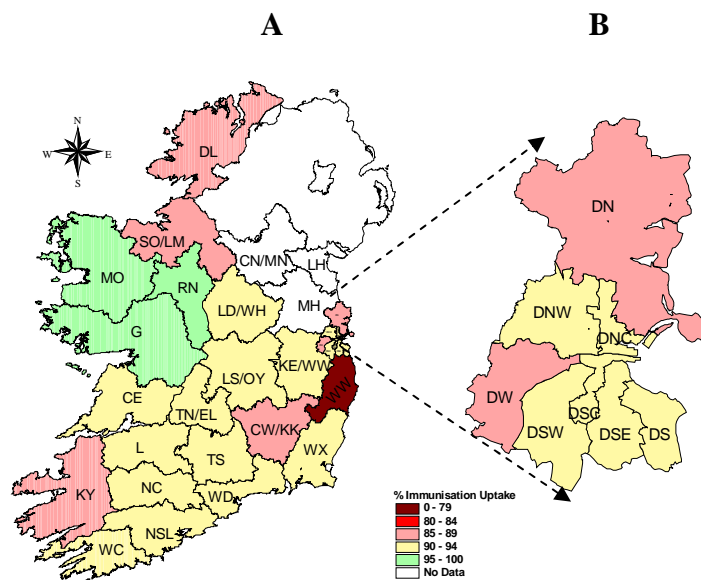 A
B
N
W
E
S
DL
SO/LM
CN/MN
LH
MO
RN
MH
LD/WH
G
KE/WW
LS/OY
CE
WW
TN/EL
CW/KK
L
TS
WX
KY
NC
WD
NSL
WC
DN
DNW
DNC
DW
DSC
DSW
DSE
DS
% Immunisation Uptake
0 - 79
80 - 84
85 - 89
90 - 94
95 - 100
No Data